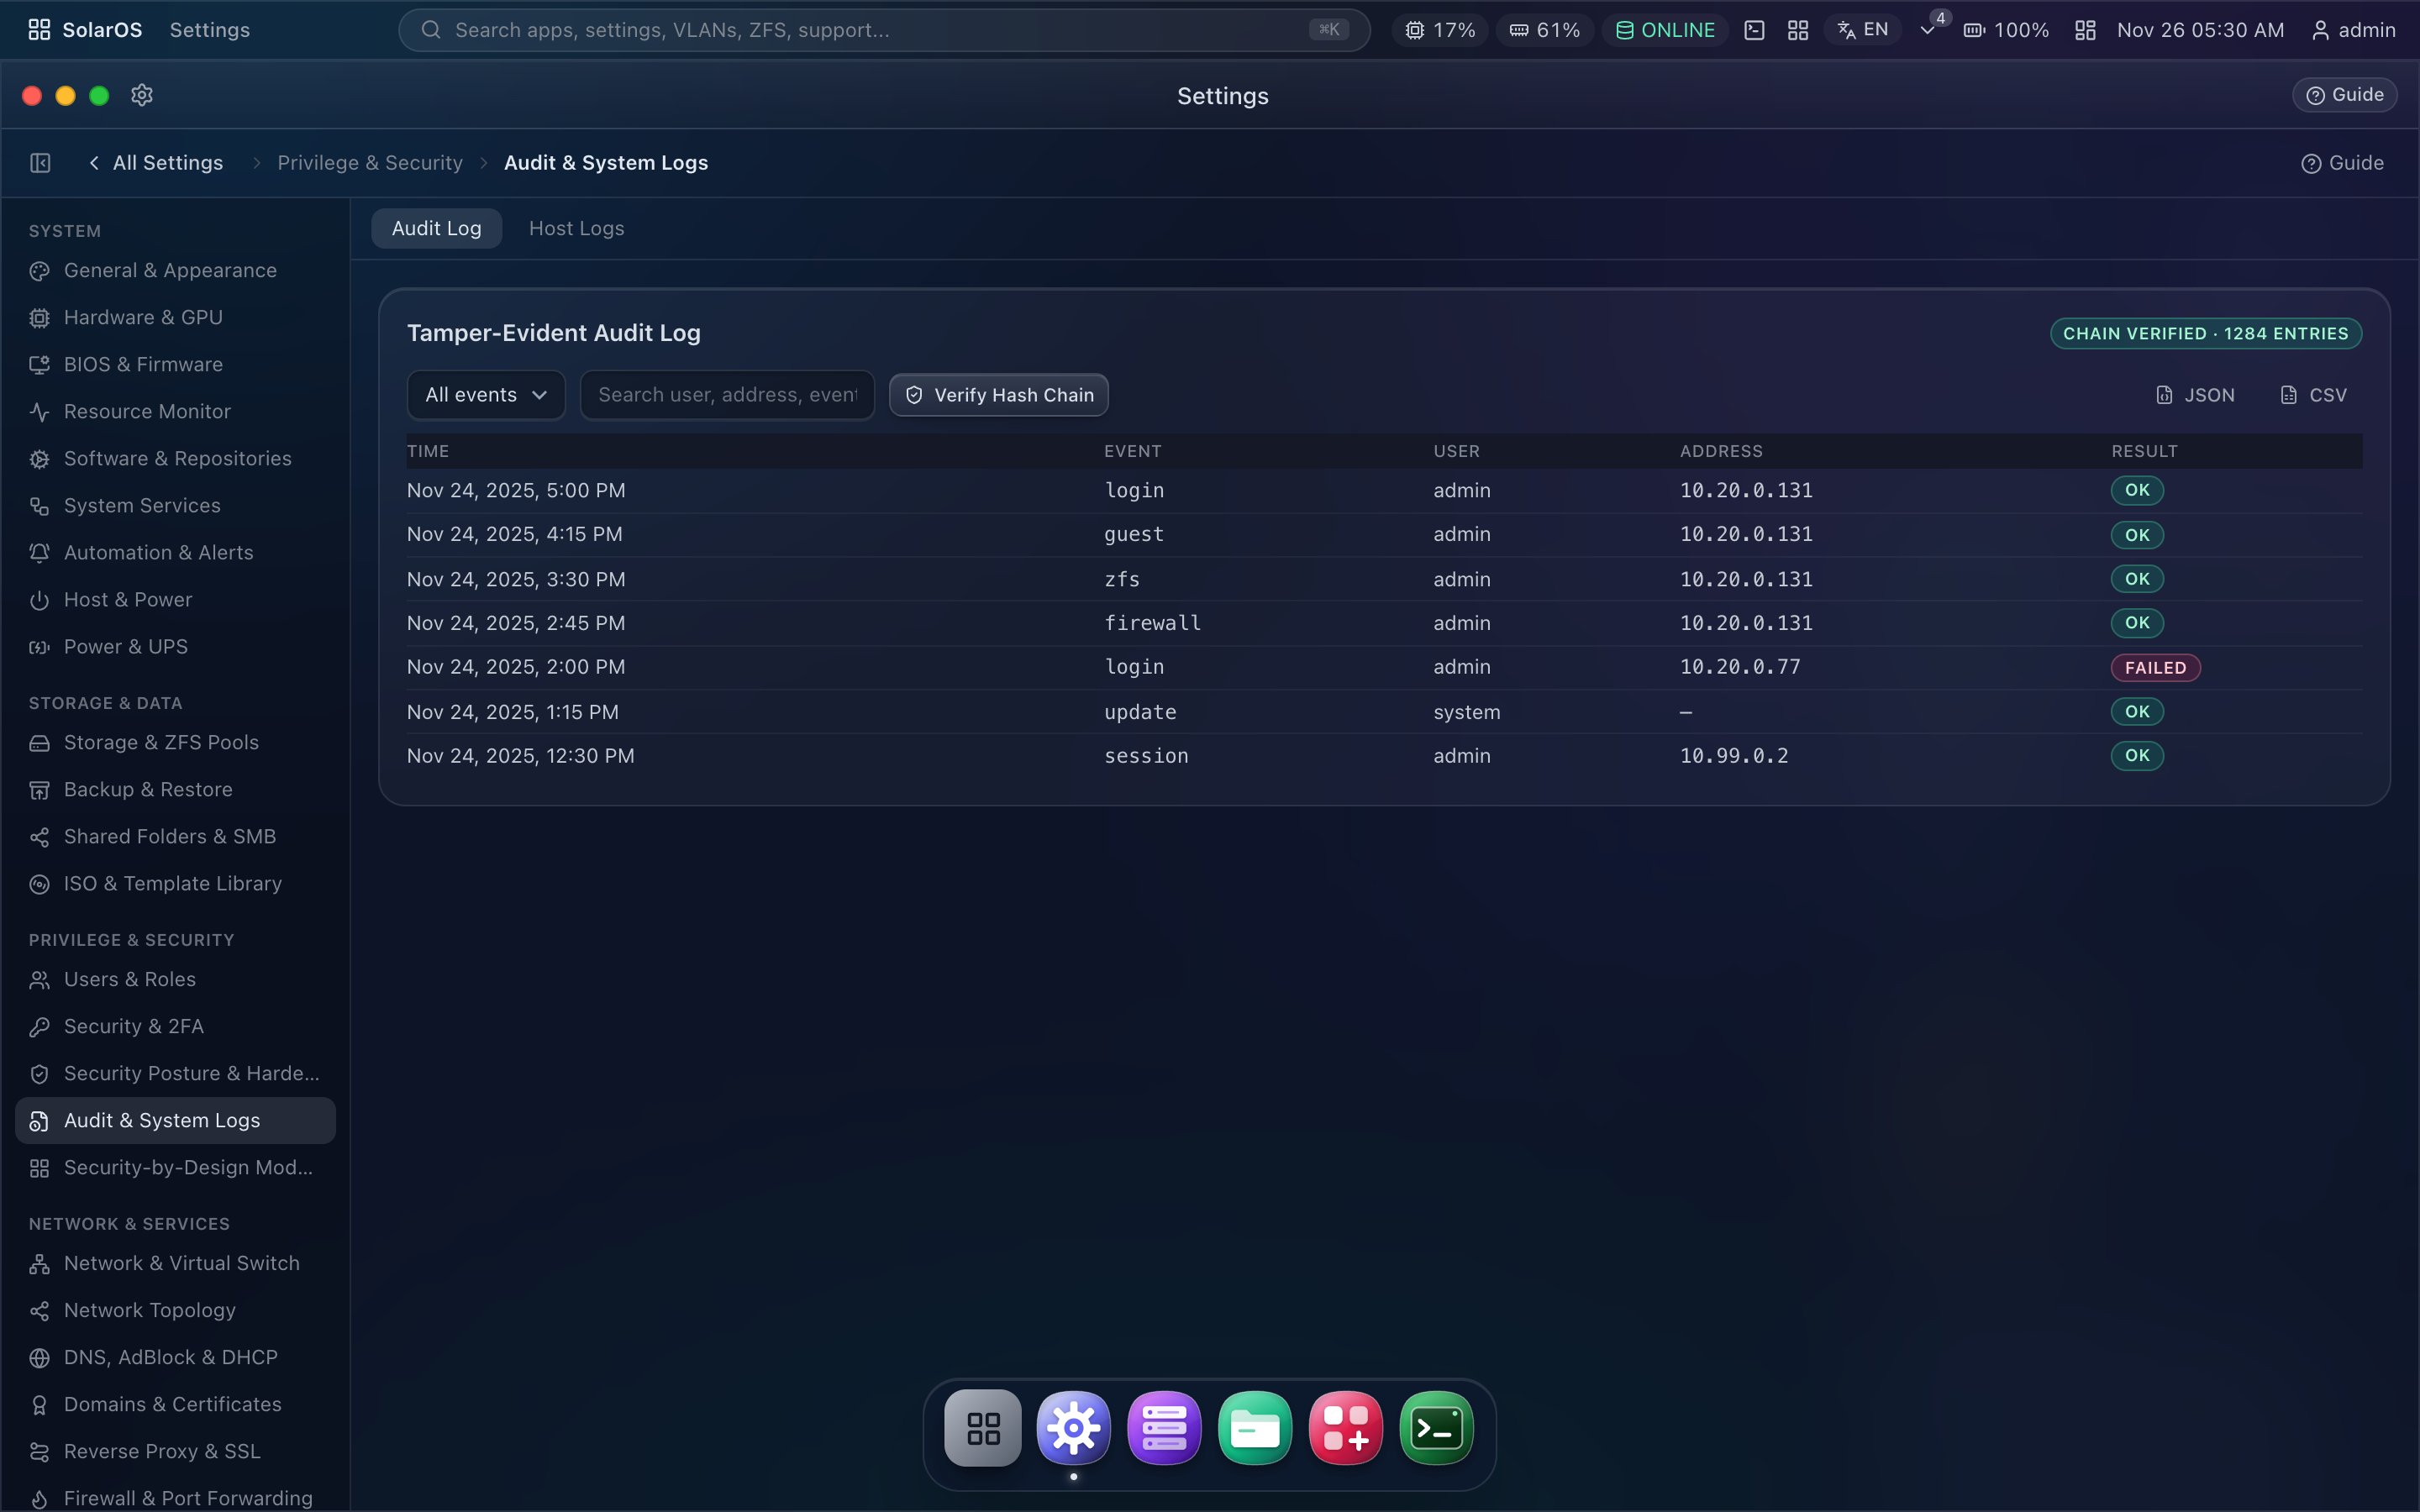 SolarOS Settings Search apps, settings, VLANs, ZFS, support... ⌘K 17% 61% ONLINE EN 4 100% Nov 26 05:30 AM admin
Settings Guide
All Settings Privilege & Security Audit & System Logs Guide
SYSTEM
General & Appearance
Hardware & GPU
BIOS & Firmware
Resource Monitor
Software & Repositories
System Services
Automation & Alerts
Host & Power
Power & UPS
STORAGE & DATA
Storage & ZFS Pools
Backup & Restore
Shared Folders & SMB
ISO & Template Library
PRIVILEGE & SECURITY
Users & Roles
Security & 2FA
Security Posture & Harde...
Audit & System Logs
Security-by-Design Mod...
NETWORK & SERVICES
Network & Virtual Switch
Network Topology
DNS, AdBlock & DHCP
Domains & Certificates
Reverse Proxy & SSL
Firewall & Port Forwarding
Audit Log Host Logs
Tamper-Evident Audit Log CHAIN VERIFIED · 1284 ENTRIES
All events Search user, address, event Verify Hash Chain JSON CSV
TIME EVENT USER ADDRESS RESULT
Nov 24, 2025, 5:00 PM login admin 10.20.0.131 OK
Nov 24, 2025, 4:15 PM guest admin 10.20.0.131 OK
Nov 24, 2025, 3:30 PM zfs admin 10.20.0.131 OK
Nov 24, 2025, 2:45 PM firewall admin 10.20.0.131 OK
Nov 24, 2025, 2:00 PM login admin 10.20.0.77 FAILED
Nov 24, 2025, 1:15 PM update system — OK
Nov 24, 2025, 12:30 PM session admin 10.99.0.2 OK